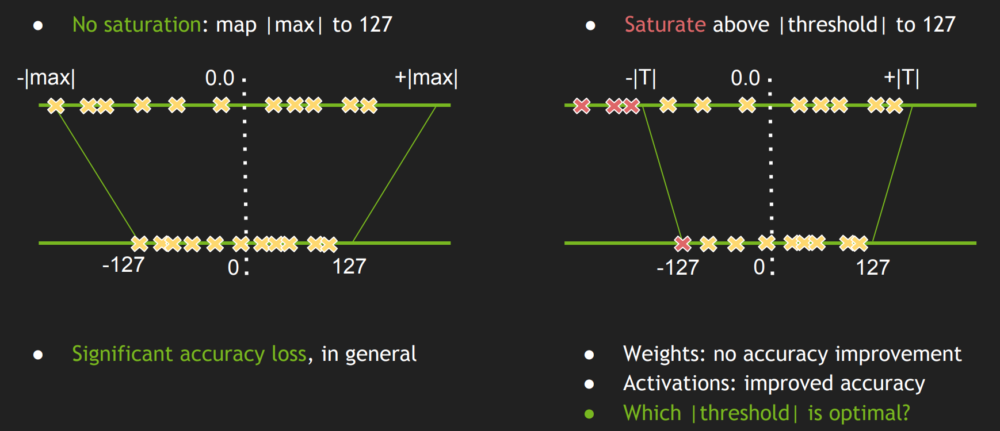 ● No saturation: map |max| to 127
-|max| 0.0 +|max|
-127 0 127
● Significant accuracy loss, in general
● Saturate above |threshold| to 127
-|T| 0.0 +|T|
-127 0 127
● Weights: no accuracy improvement
● Activations: improved accuracy
● Which |threshold| is optimal?